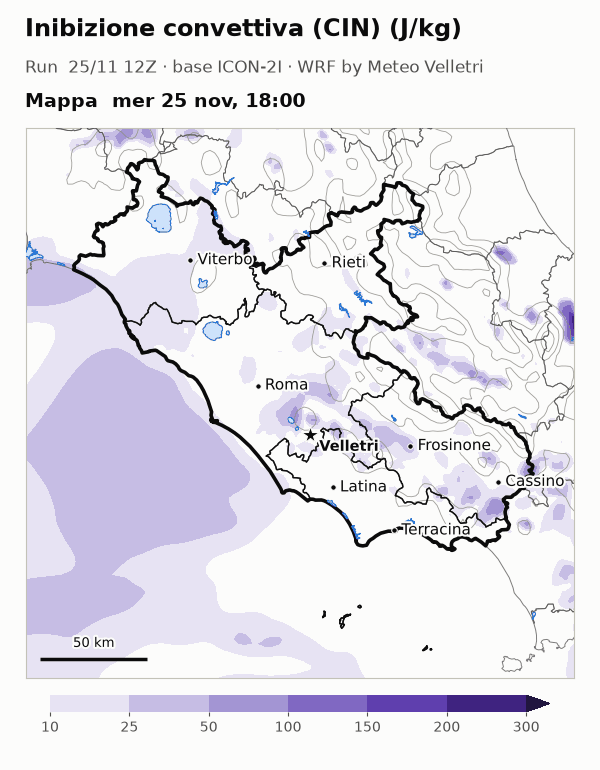 Inibizione convettiva (CIN) (J/kg)
Run  25/11 12Z · base ICON-2I · WRF by Meteo Velletri
Mappa  mer 25 nov, 18:00
Viterbo
Rieti
Roma
Velletri
Frosinone
Cassino
Latina
Terracina
50 km
10 25 50 100 150 200 300